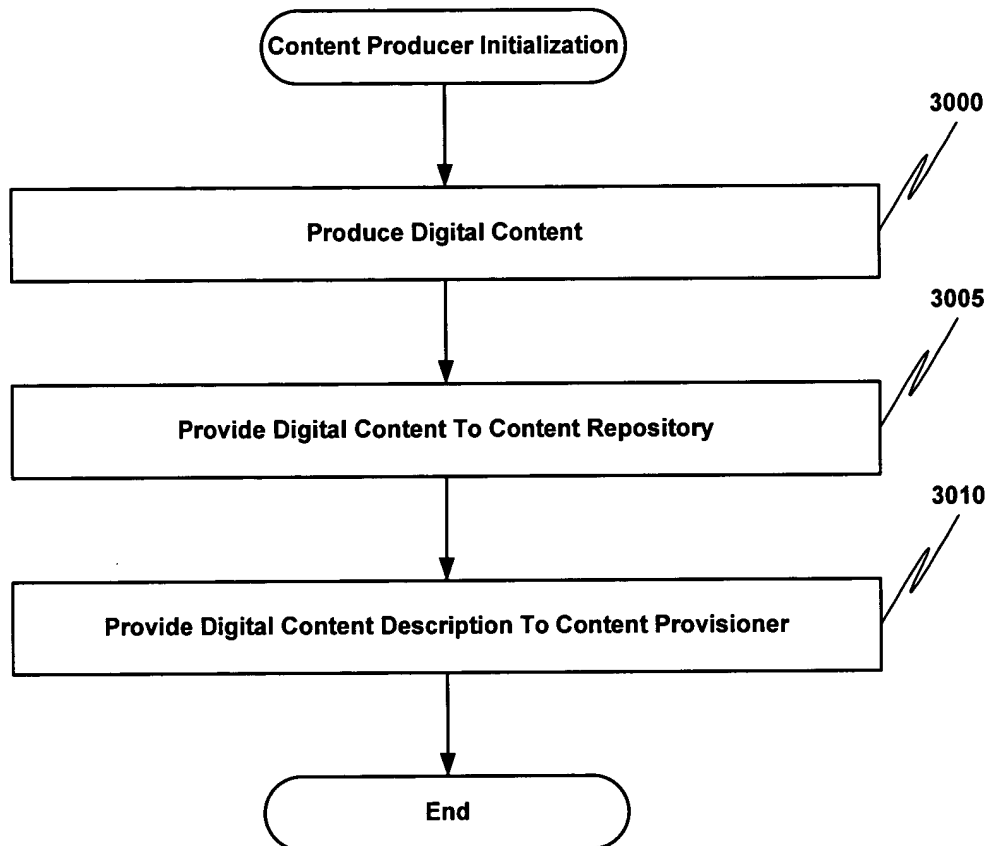 Content Producer Initialization
3000
Produce Digital Content
3005
Provide Digital Content To Content Repository
3010
Provide Digital Content Description To Content Provisioner
End